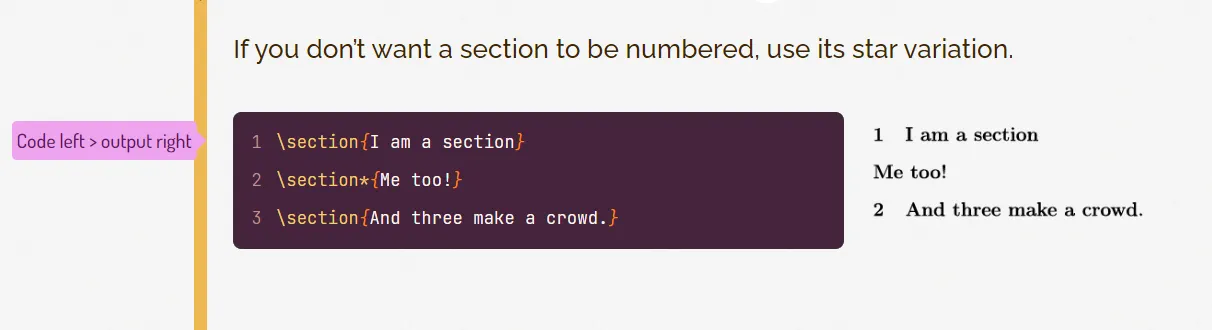 If you don’t want a section to be numbered, use its star variation.
Code left > output right
1 \section{I am a section}
2 \section*{Me too!}
3 \section{And three make a crowd.}
1 I am a section
Me too!
2 And three make a crowd.